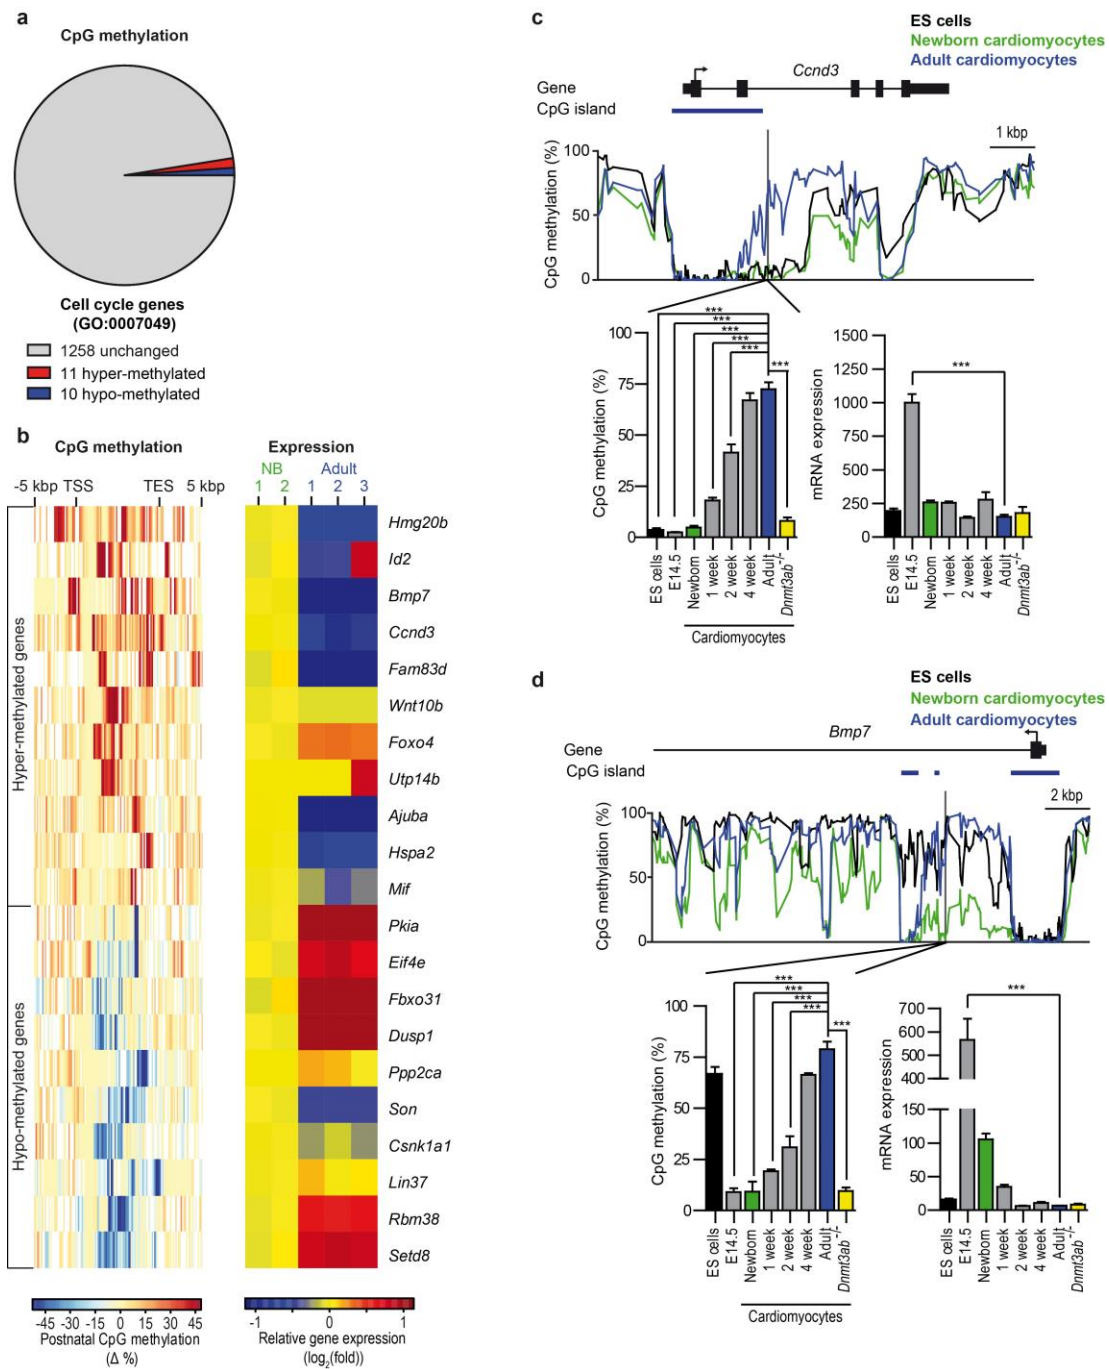 a
CpG methylation
Cell cycle genes
(GO:0007049)
1258 unchanged
11 hyper-methylated
10 hypo-methylated
b
CpG methylation
Expression
NB
Adult
-5 kbp TSS TES 5 kbp
1 2 1 2 3
Hyper-methylated genes
Hmg20b
Id2
Bmp7
Ccnd3
Fam83d
Wnt10b
Foxo4
Utp14b
Ajuba
Hspa2
Mif
Hypo-methylated genes
Pkia
Eif4e
Fbxo31
Dusp1
Ppp2ca
Son
Csnk1a1
Lin37
Rbm38
Setd8
-45 -30 -15 0 15 30 45
Postnatal CpG methylation
(Δ %)
-1 0 1
Relative gene expression
(log2(fold))
c
ES cells
Newborn cardiomyocytes
Adult cardiomyocytes
Ccnd3
Gene
CpG island
1 kbp
CpG methylation (%)
100
50
0
CpG methylation (%)
100
75
50
25
0
***
***
***
***
***
***
ES cells
E14.5
Newborn
1 week
2 week
4 week
Adult
Dnmt3ab-/-
Cardiomyocytes
mRNA expression
1500
1250
1000
750
500
250
0
***
ES cells
E14.5
Newborn
1 week
2 week
4 week
Adult
Dnmt3ab-/-
d
ES cells
Newborn cardiomyocytes
Adult cardiomyocytes
Bmp7
Gene
CpG island
2 kbp
CpG methylation (%)
100
50
0
CpG methylation (%)
100
75
50
25
0
***
***
***
***
***
ES cells
E14.5
Newborn
1 week
2 week
4 week
Adult
Dnmt3ab-/-
Cardiomyocytes
mRNA expression
700
600
500
400
150
100
50
0
***
ES cells
E14.5
Newborn
1 week
2 week
4 week
Adult
Dnmt3ab-/-